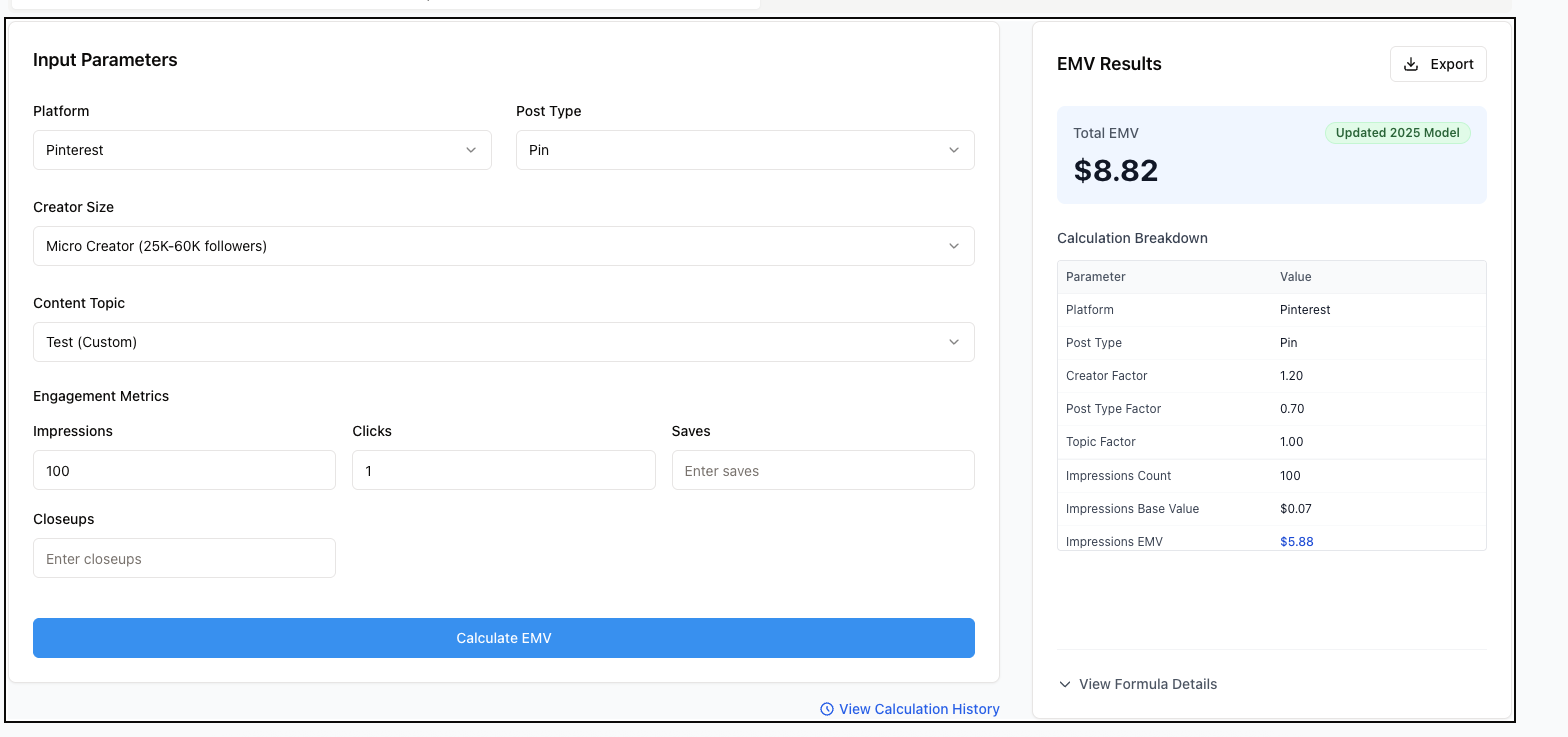 Input Parameters
Platform
Post Type
Pinterest
Pin
Creator Size
Micro Creator (25K-60K followers)
Content Topic
Test (Custom)
Engagement Metrics
Impressions
Clicks
Saves
100
1
Enter saves
Closeups
Enter closeups
Calculate EMV
View Calculation History
EMV Results
Export
Total EMV
Updated 2025 Model
$8.82
Calculation Breakdown
Parameter Value
Platform Pinterest
Post Type Pin
Creator Factor 1.20
Post Type Factor 0.70
Topic Factor 1.00
Impressions Count 100
Impressions Base Value $0.07
Impressions EMV $5.88
View Formula Details